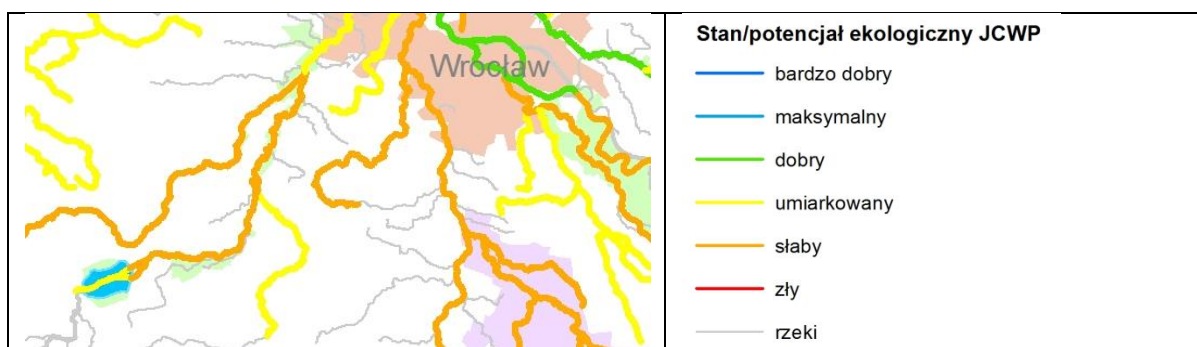 Wrocław
Stan/potencjał ekologiczny JCWP
bardzo dobry
maksymalny
dobry
umiarkowany
słaby
zły
rzeki